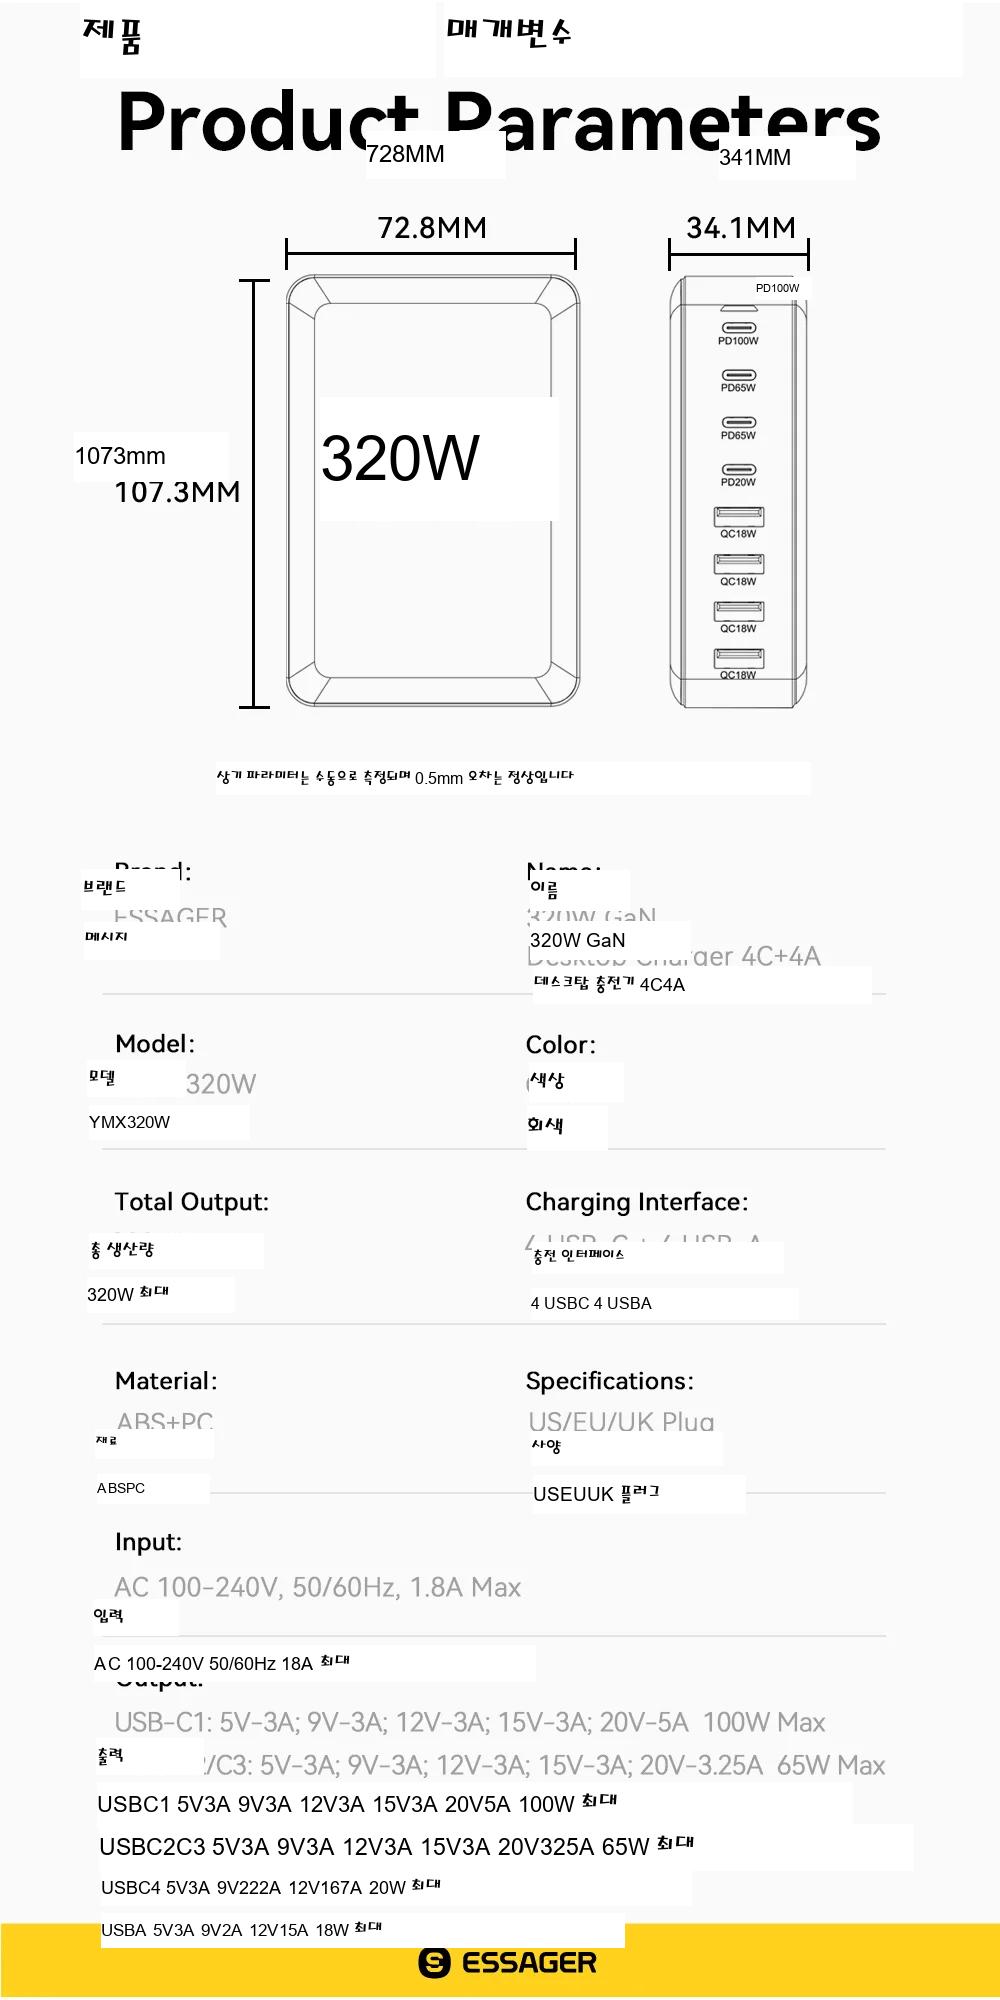 제품 매개변수
Product Parameters
728MM 341MM
72.8MM 34.1MM
PD100W
PD100W
PD65W
PD65W
320W
1073mm
107.3MM
PD20W
QC18W
QC18W
QC18W
QC18W
상기 파라미터는 수동으로 측정되며 0.5mm 오차는 정상입니다
Brand: Name:
브랜드 이름
ESSAGER 320W GaN
메시지 320W GaN
Desktop Charger 4C+4A
데스크탑 충전기 4C4A
Model: Color:
모델 320W 색상
YMX320W 회색
Total Output: Charging Interface:
4 USB-C + 4 USB-A
총 생산량 충전 인터페이스
320W 최대 4 USBC 4 USBA
Material: Specifications:
ABS+PC US/EU/UK Plug
재료 사양
ABSPC USEUUK 플러그
Input:
AC 100-240V, 50/60Hz, 1.8A Max
입력
AC 100-240V 50/60Hz 18A 최대
Output:
USB-C1: 5V-3A; 9V-3A; 12V-3A; 15V-3A; 20V-5A 100W Max
출력 /C3: 5V-3A; 9V-3A; 12V-3A; 15V-3A; 20V-3.25A 65W Max
USBC1 5V3A 9V3A 12V3A 15V3A 20V5A 100W 최대
USBC2C3 5V3A 9V3A 12V3A 15V3A 20V325A 65W 최대
USBC4 5V3A 9V222A 12V167A 20W 최대
USBA 5V3A 9V2A 12V15A 18W 최대
ESSAGER